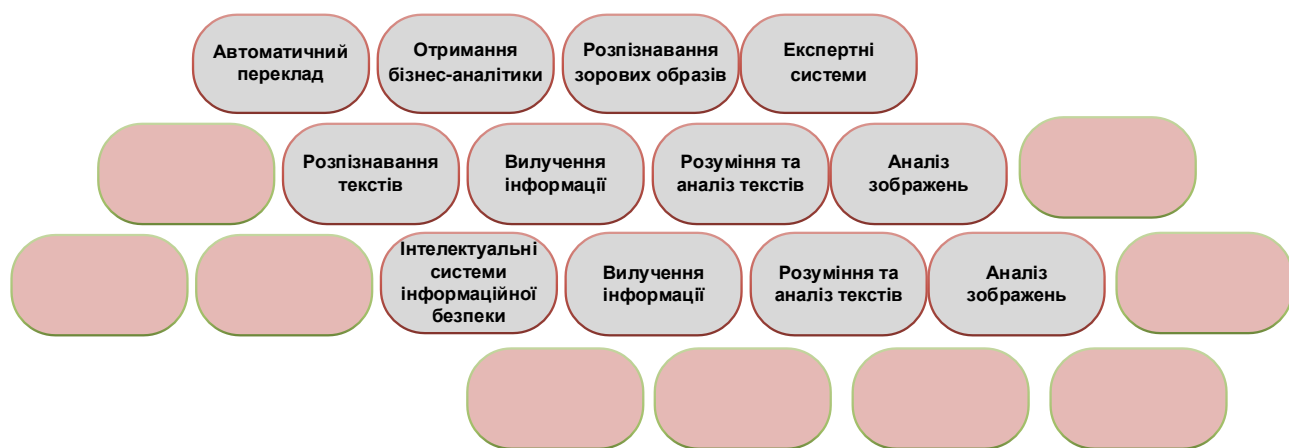 Автоматичний
переклад
Отримання
бізнес-аналітики
Розпізнавання
зорових образів
Експертні
системи
Розпізнавання
текстів
Вилучення
інформації
Розуміння та
аналіз текстів
Аналіз
зображень
Інтелектуальні
системи
інформаційної
безпеки
Вилучення
інформації
Розуміння та
аналіз текстів
Аналіз
зображень